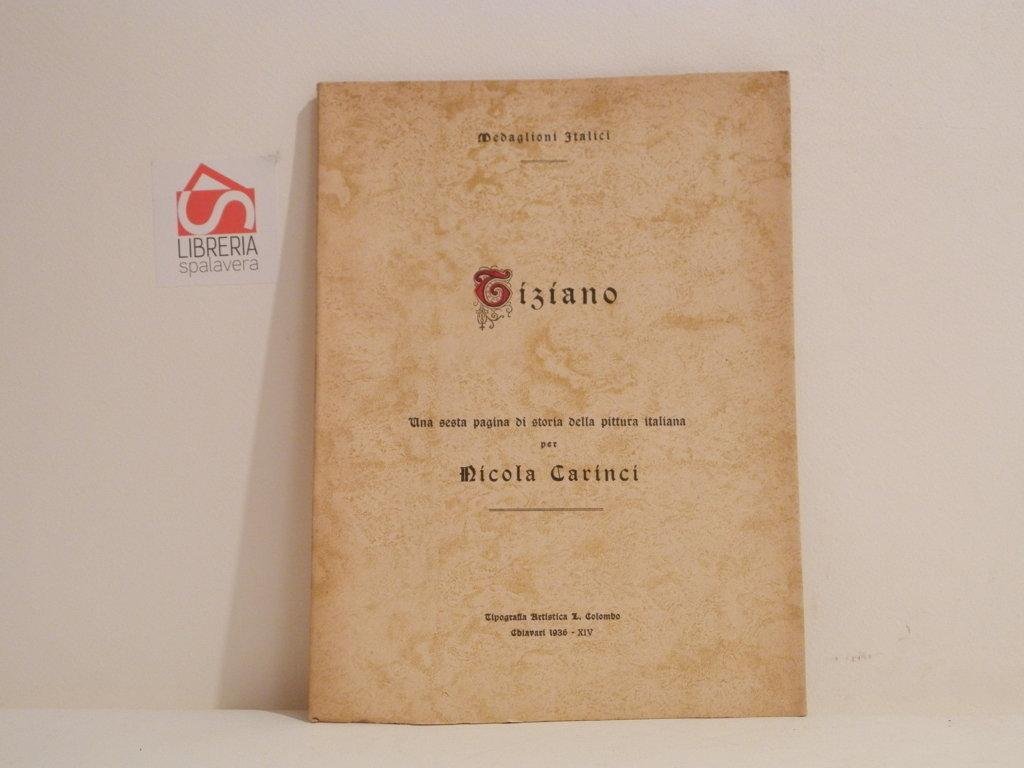 LIBRERIA
spalavera
Medaglioni Italici
Tiziano
Una sesta pagina di storia della pittura italiana
per
Nicola Carinci
Tipografia Artistica L. Colombo
Chiavari 1936 - XIV